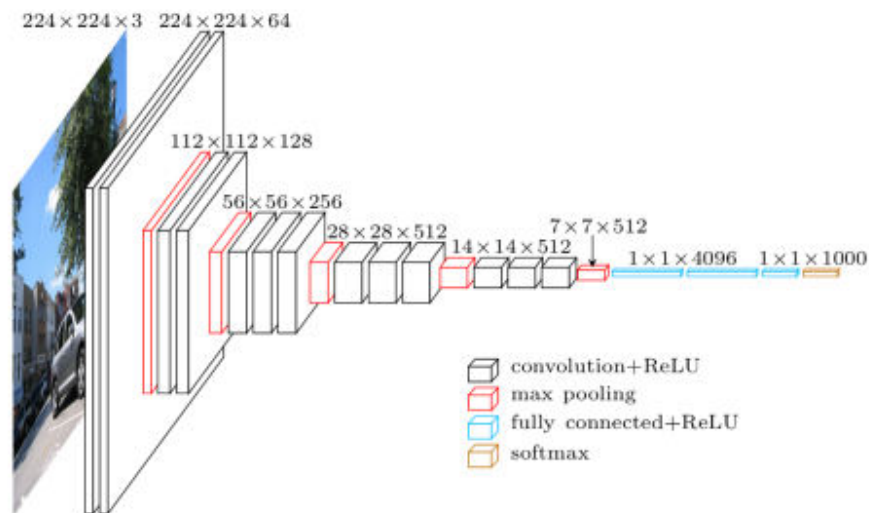 224 × 224 × 3
224 × 224 × 64
112 × 112 × 128
56 × 56 × 256
28 × 28 × 512
14 × 14 × 512
7 × 7 × 512
1 × 1 × 4096
1 × 1 × 1000
convolution+ReLU
max pooling
fully connected+ReLU
softmax